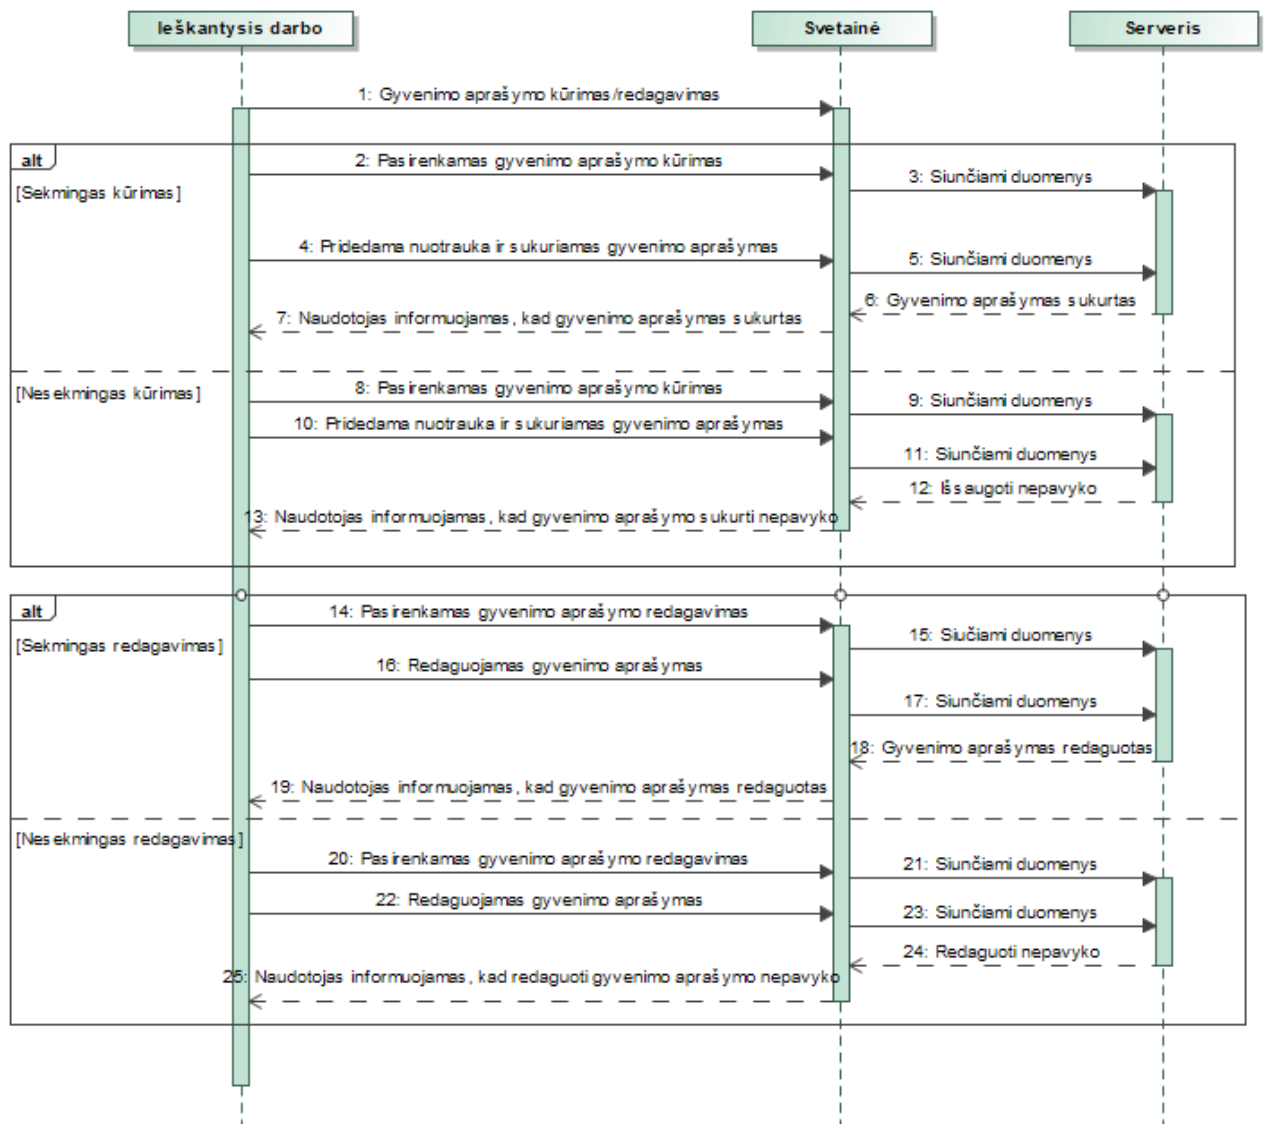 Ieškantysis darbo
Svetainė
Serveris
1: Gyvenimo aprašymo kūrimas/redagavimas
alt
2: Pasirenkamas gyvenimo aprašymo kūrimas
3: Siunčiami duomenys
[Sekmingas kūrimas]
4: Pridedama nuotrauka ir sukuriamas gyvenimo aprašymas
5: Siunčiami duomenys
6: Gyvenimo aprašymas sukurtas
7: Naudotojas informuojamas, kad gyvenimo aprašymas sukurtas
[Nesekmingas kūrimas]
8: Pasirenkamas gyvenimo aprašymo kūrimas
9: Siunčiami duomenys
10: Pridedama nuotrauka ir sukuriamas gyvenimo aprašymas
11: Siunčiami duomenys
12: Išsaugoti nepavyko
13: Naudotojas informuojamas, kad gyvenimo aprašymo sukurti nepavyko
alt
14: Pasirenkamas gyvenimo aprašymo redagavimas
15: Siučiami duomenys
[Sekmingas redagavimas]
16: Redaguojamas gyvenimo aprašymas
17: Siunčiami duomenys
18: Gyvenimo aprašymas redaguotas
19: Naudotojas informuojamas, kad gyvenimo aprašymas redaguotas
[Nesekmingas redagavimas]
20: Pasirenkamas gyvenimo aprašymo redagavimas
21: Siunčiami duomenys
22: Redaguojamas gyvenimo aprašymas
23: Siunčiami duomenys
24: Redaguoti nepavyko
25: Naudotojas informuojamas, kad redaguoti gyvenimo aprašymo nepavyko